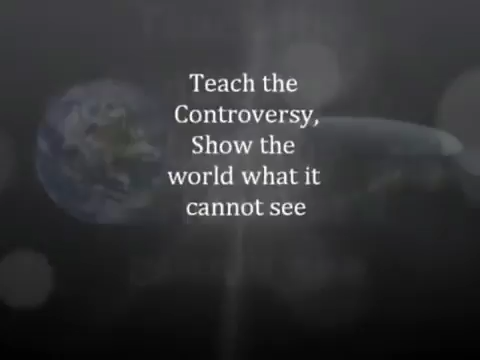 Teach the
Controversy,
Show the
world what it
cannot see